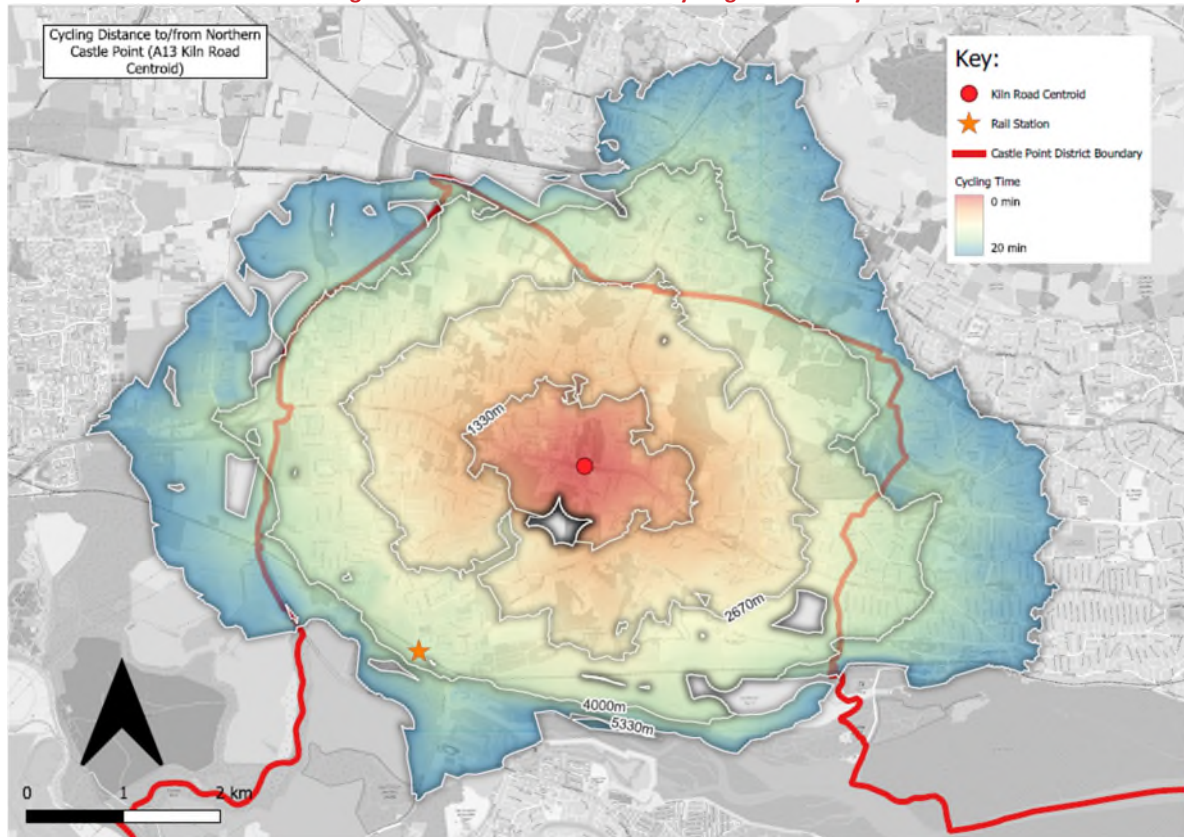 Cycling Distance to/from Northern
Castle Point (A13 Kiln Road
Centroid)
Key:
Kiln Road Centroid
Rail Station
Castle Point District Boundary
Cycling Time
0 min
20 min
1330m
2670m
4000m
5330m
0 1 2 km